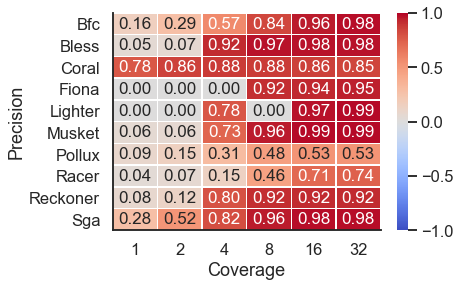 Bfc 0.16 0.29 0.57 0.84 0.96 0.98
Bless 0.05 0.07 0.92 0.97 0.98 0.98
Coral 0.78 0.86 0.88 0.88 0.86 0.85
Fiona 0.00 0.00 0.00 0.92 0.94 0.95
Lighter 0.00 0.00 0.78 0.00 0.97 0.99
Musket 0.06 0.06 0.73 0.96 0.99 0.99
Pollux 0.09 0.15 0.31 0.48 0.53 0.53
Racer 0.04 0.07 0.15 0.46 0.71 0.74
Reckoner 0.08 0.12 0.80 0.92 0.92 0.92
Sga 0.28 0.52 0.82 0.96 0.98 0.98
1 2 4 8 16 32
Coverage
Precision
1.0
0.5
0.0
−0.5
−1.0